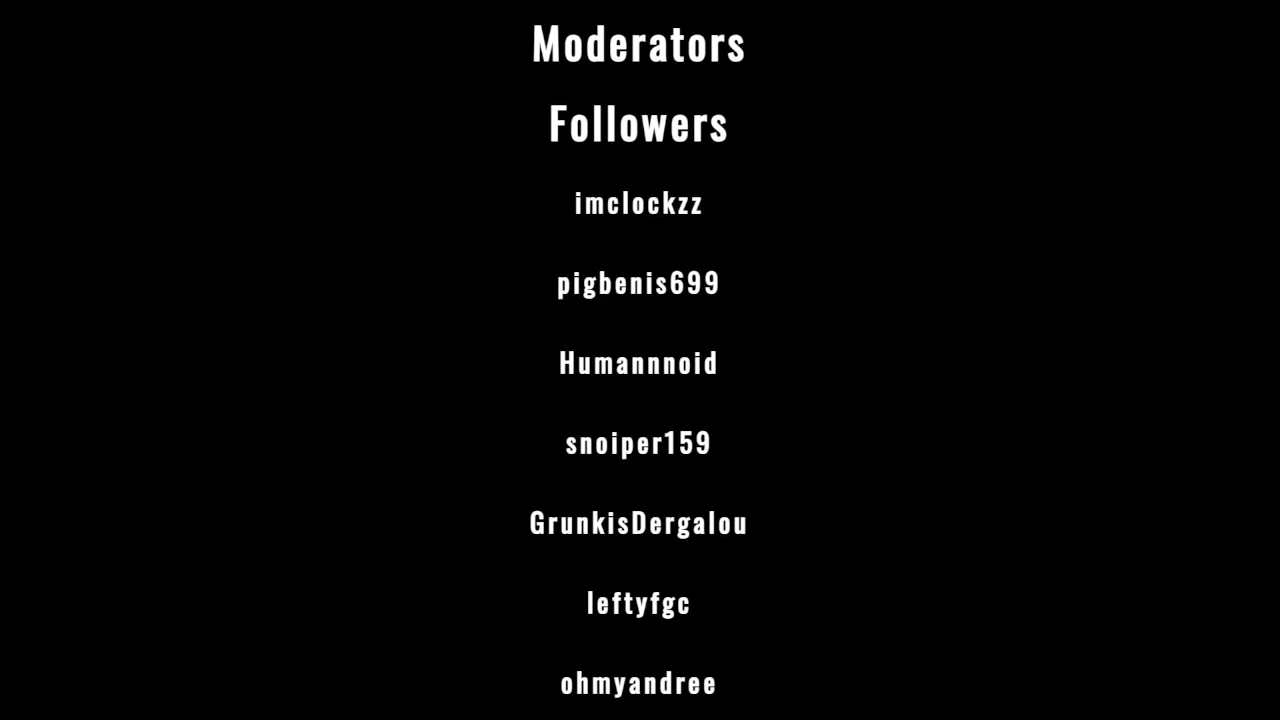 Moderators
Followers
imclockzz
pigbenis699
Humannnoid
snoiper159
GrunkisDergalou
leftyfgc
ohmyandree